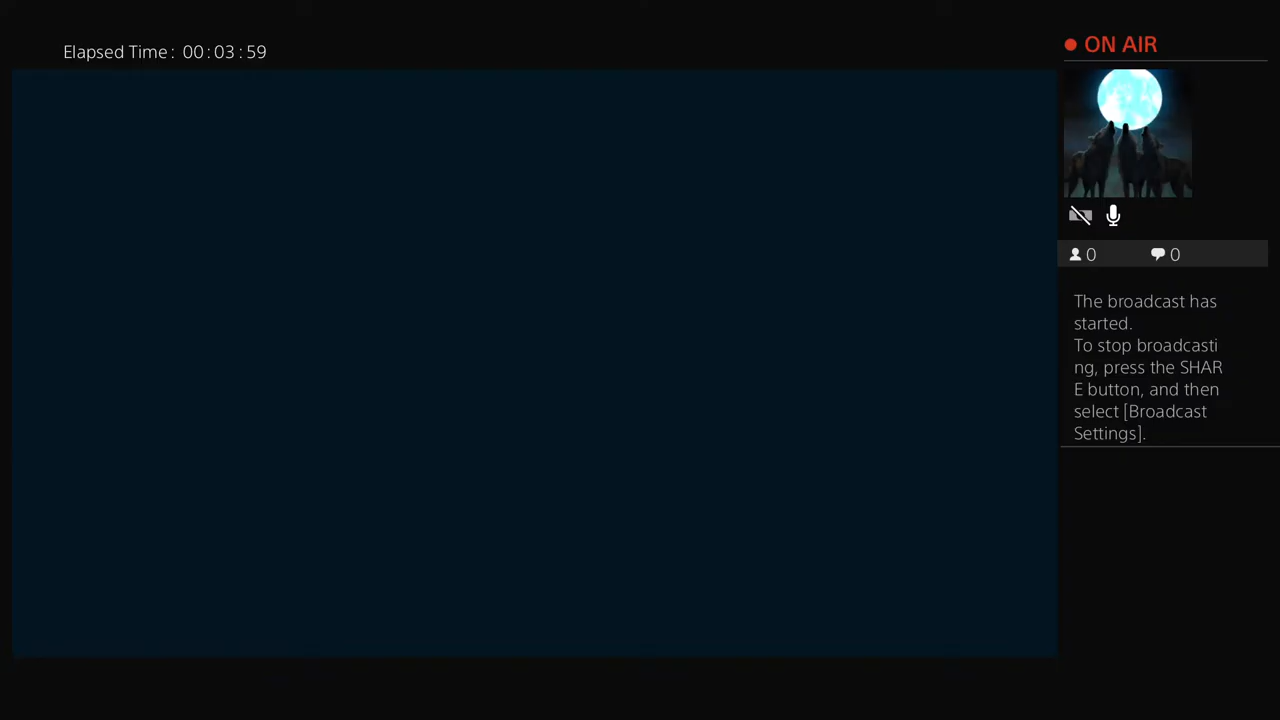 Elapsed Time: 00:03:59
ON AIR
0 0
The broadcast has
started.
To stop broadcasti
ng, press the SHAR
E button, and then
select [Broadcast
Settings].